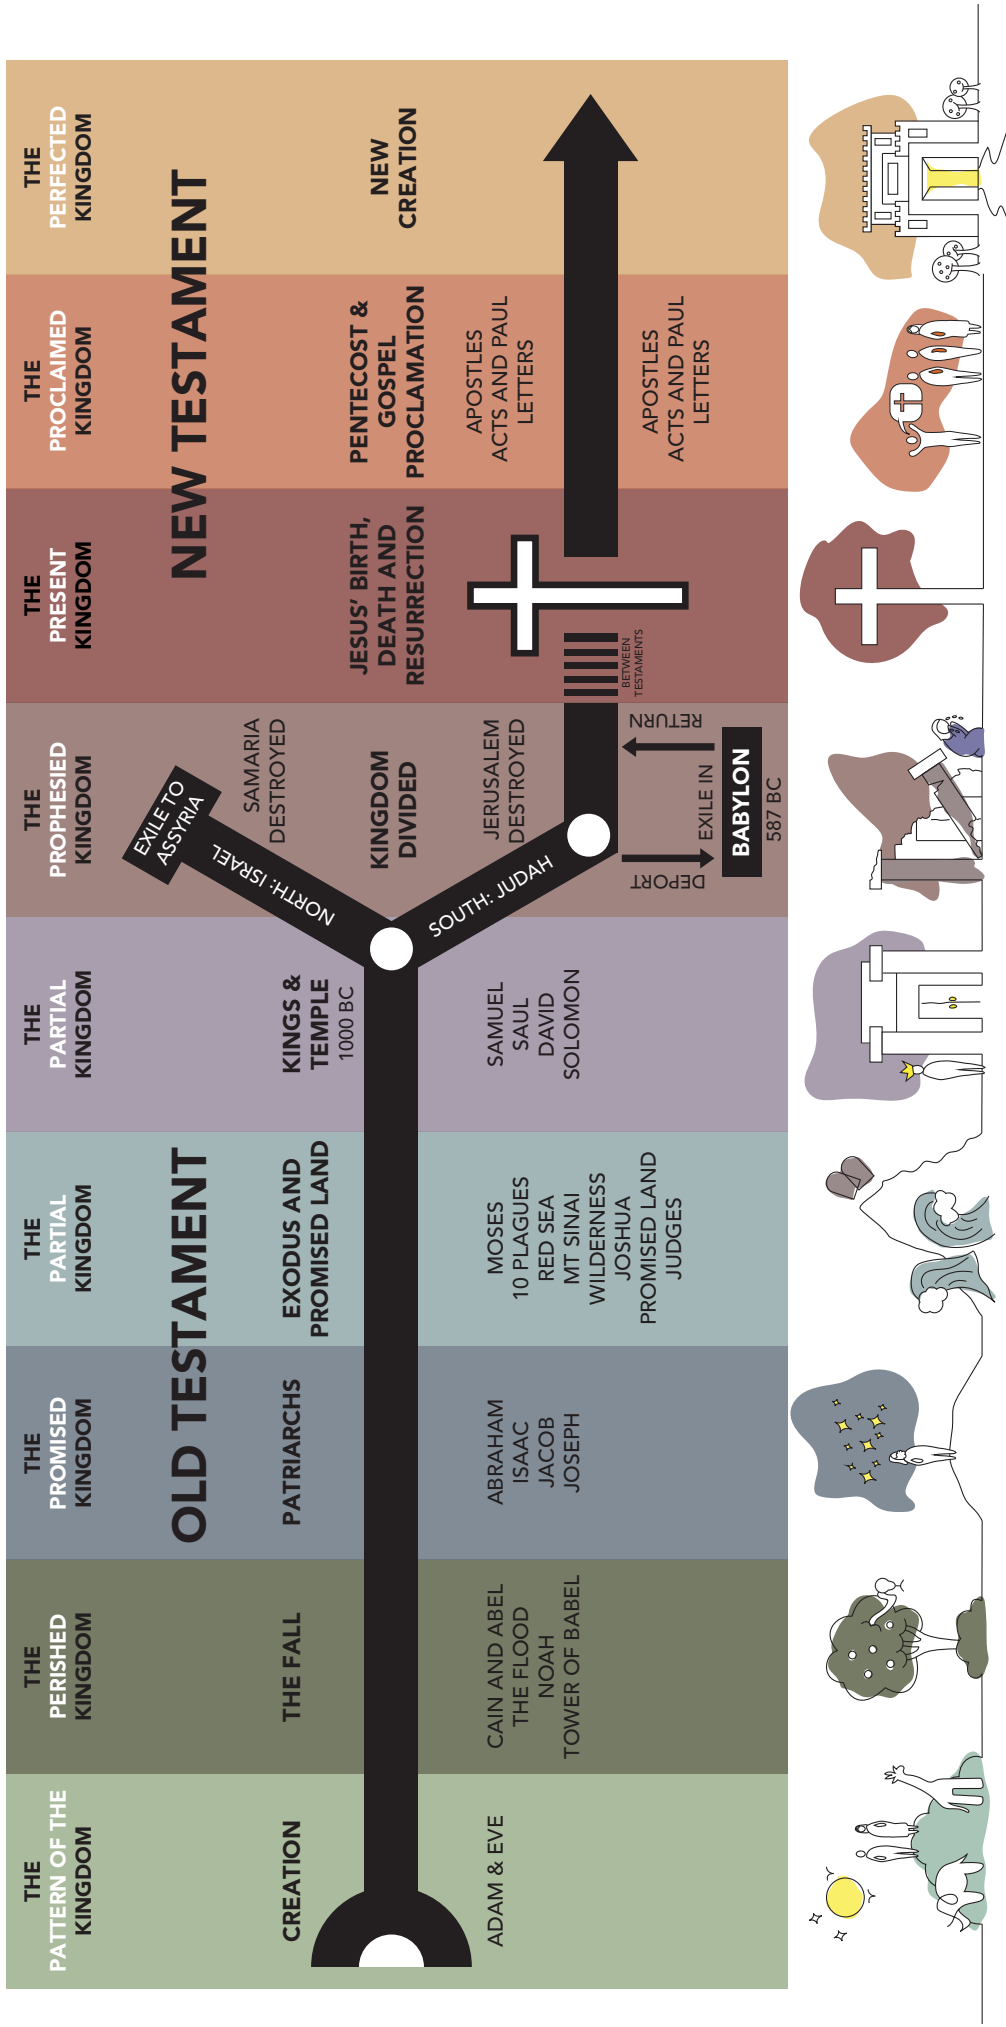 THE
PATTERN OF THE
KINGDOM
THE
PERISHED
KINGDOM
THE
PROMISED
KINGDOM
THE
PARTIAL
KINGDOM
THE
PARTIAL
KINGDOM
THE
PROPHESIED
KINGDOM
THE
PRESENT
KINGDOM
THE
PROCLAIMED
KINGDOM
THE
PERFECTED
KINGDOM
OLD TESTAMENT
NEW TESTAMENT
CREATION
ADAM & EVE
THE FALL
CAIN AND ABEL
THE FLOOD
NOAH
TOWER OF BABEL
PATRIARCHS
ABRAHAM
ISAAC
JACOB
JOSEPH
EXODUS AND
PROMISED LAND
MOSES
10 PLAGUES
RED SEA
MT SINAI
WILDERNESS
JOSHUA
PROMISED LAND
JUDGES
KINGS &
TEMPLE
1000 BC
SAMUEL
SAUL
DAVID
SOLOMON
EXILE TO
ASSYRIA
NORTH: ISRAEL
SAMARIA
DESTROYED
KINGDOM
DIVIDED
SOUTH: JUDAH
JERUSALEM
DESTROYED
DEPORT
EXILE IN
BABYLON
587 BC
RETURN
BETWEEN
TESTAMENTS
JESUS’ BIRTH,
DEATH AND
RESURRECTION
PENTECOST &
GOSPEL
PROCLAMATION
APOSTLES
ACTS AND PAUL
LETTERS
APOSTLES
ACTS AND PAUL
LETTERS
NEW
CREATION